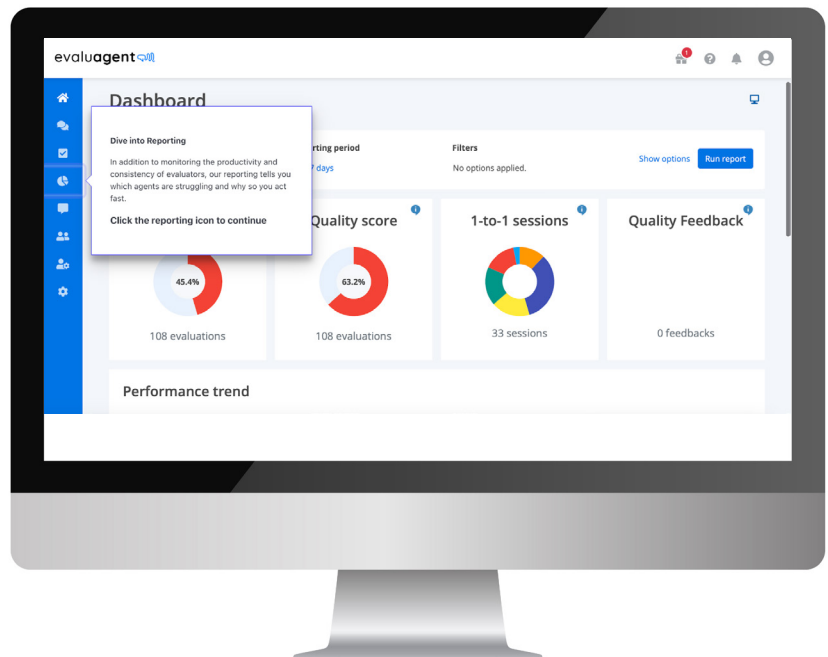 evaluagent
1
Dashboard
Dive into Reporting
In addition to monitoring the productivity and
consistency of evaluators, our reporting tells you
which agents are struggling and why so you act
fast.
Click the reporting icon to continue
rting period
7 days
Filters
No options applied.
Show options
Run report
Quality score
1-to-1 sessions
Quality Feedback
45.4%
63.2%
108 evaluations
108 evaluations
33 sessions
0 feedbacks
Performance trend